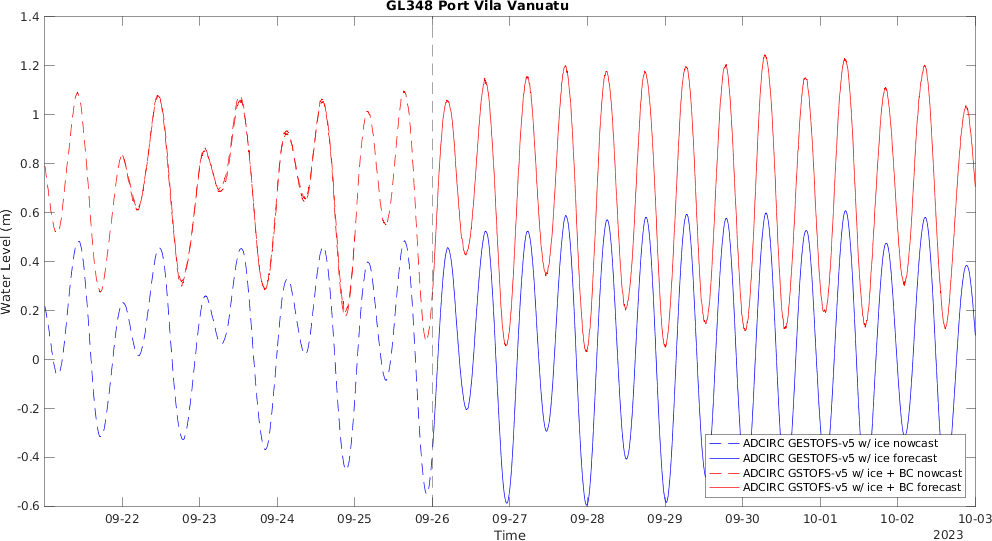 GL348 Port Vila Vanuatu
Water Level (m)
1.4
1.2
1
0.8
0.6
0.4
0.2
0
-0.2
-0.4
-0.6
ADCIRC GESTOFS-v5 w/ ice nowcast
ADCIRC GESTOFS-v5 w/ ice forecast
ADCIRC GSTOFS-v5 w/ ice + BC nowcast
ADCIRC GSTOFS-v5 w/ ice + BC forecast
09-22 09-23 09-24 09-25 09-26 09-27 09-28 09-29 09-30 10-01 10-02 10-03
Time
2023